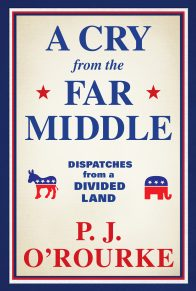 A CRY
from the
FAR
MIDDLE
DISPATCHES
from a
DIVIDED
LAND
P. J.
O'ROURKE